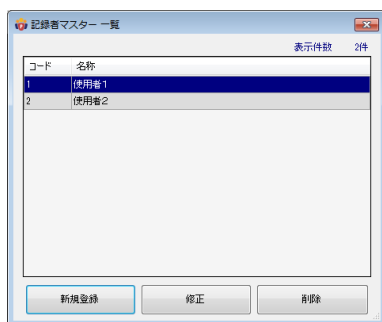 記録者マスター 一覧
表示件数 2件
コード 名称
1 使用者1
2 使用者2
新規登録 修正 削除